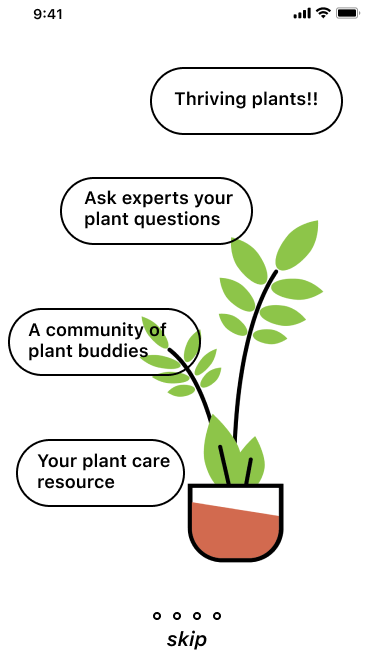 9:41
Thriving plants!!
Ask experts your
plant questions
A community of
plant buddies
Your plant care
resource
skip